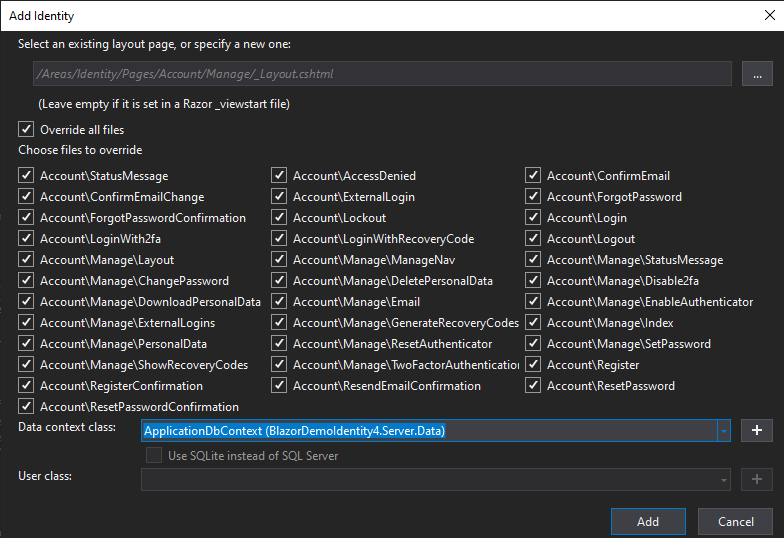 Add Identity
Select an existing layout page, or specify a new one:
/Areas/Identity/Pages/Account/Manage/_Layout.cshtml
...
(Leave empty if it is set in a Razor _viewstart file)
Override all files
Choose files to override
Account\StatusMessage Account\AccessDenied Account\ConfirmEmail
Account\ConfirmEmailChange Account\ExternalLogin Account\ForgotPassword
Account\ForgotPasswordConfirmation Account\Lockout Account\Login
Account\LoginWith2fa Account\LoginWithRecoveryCode Account\Logout
Account\Manage\Layout Account\Manage\ManageNav Account\Manage\StatusMessage
Account\Manage\ChangePassword Account\Manage\DeletePersonalData Account\Manage\Disable2fa
Account\Manage\DownloadPersonalData Account\Manage\Email Account\Manage\EnableAuthenticator
Account\Manage\ExternalLogins Account\Manage\GenerateRecoveryCodes Account\Manage\Index
Account\Manage\PersonalData Account\Manage\ResetAuthenticator Account\Manage\SetPassword
Account\Manage\ShowRecoveryCodes Account\Manage\TwoFactorAuthentication Account\Register
Account\RegisterConfirmation Account\ResendEmailConfirmation Account\ResetPassword
Account\ResetPasswordConfirmation
Data context class: ApplicationDbContext (BlazorDemoIdentity4.Server.Data)
Use SQLite instead of SQL Server
User class:
Add Cancel